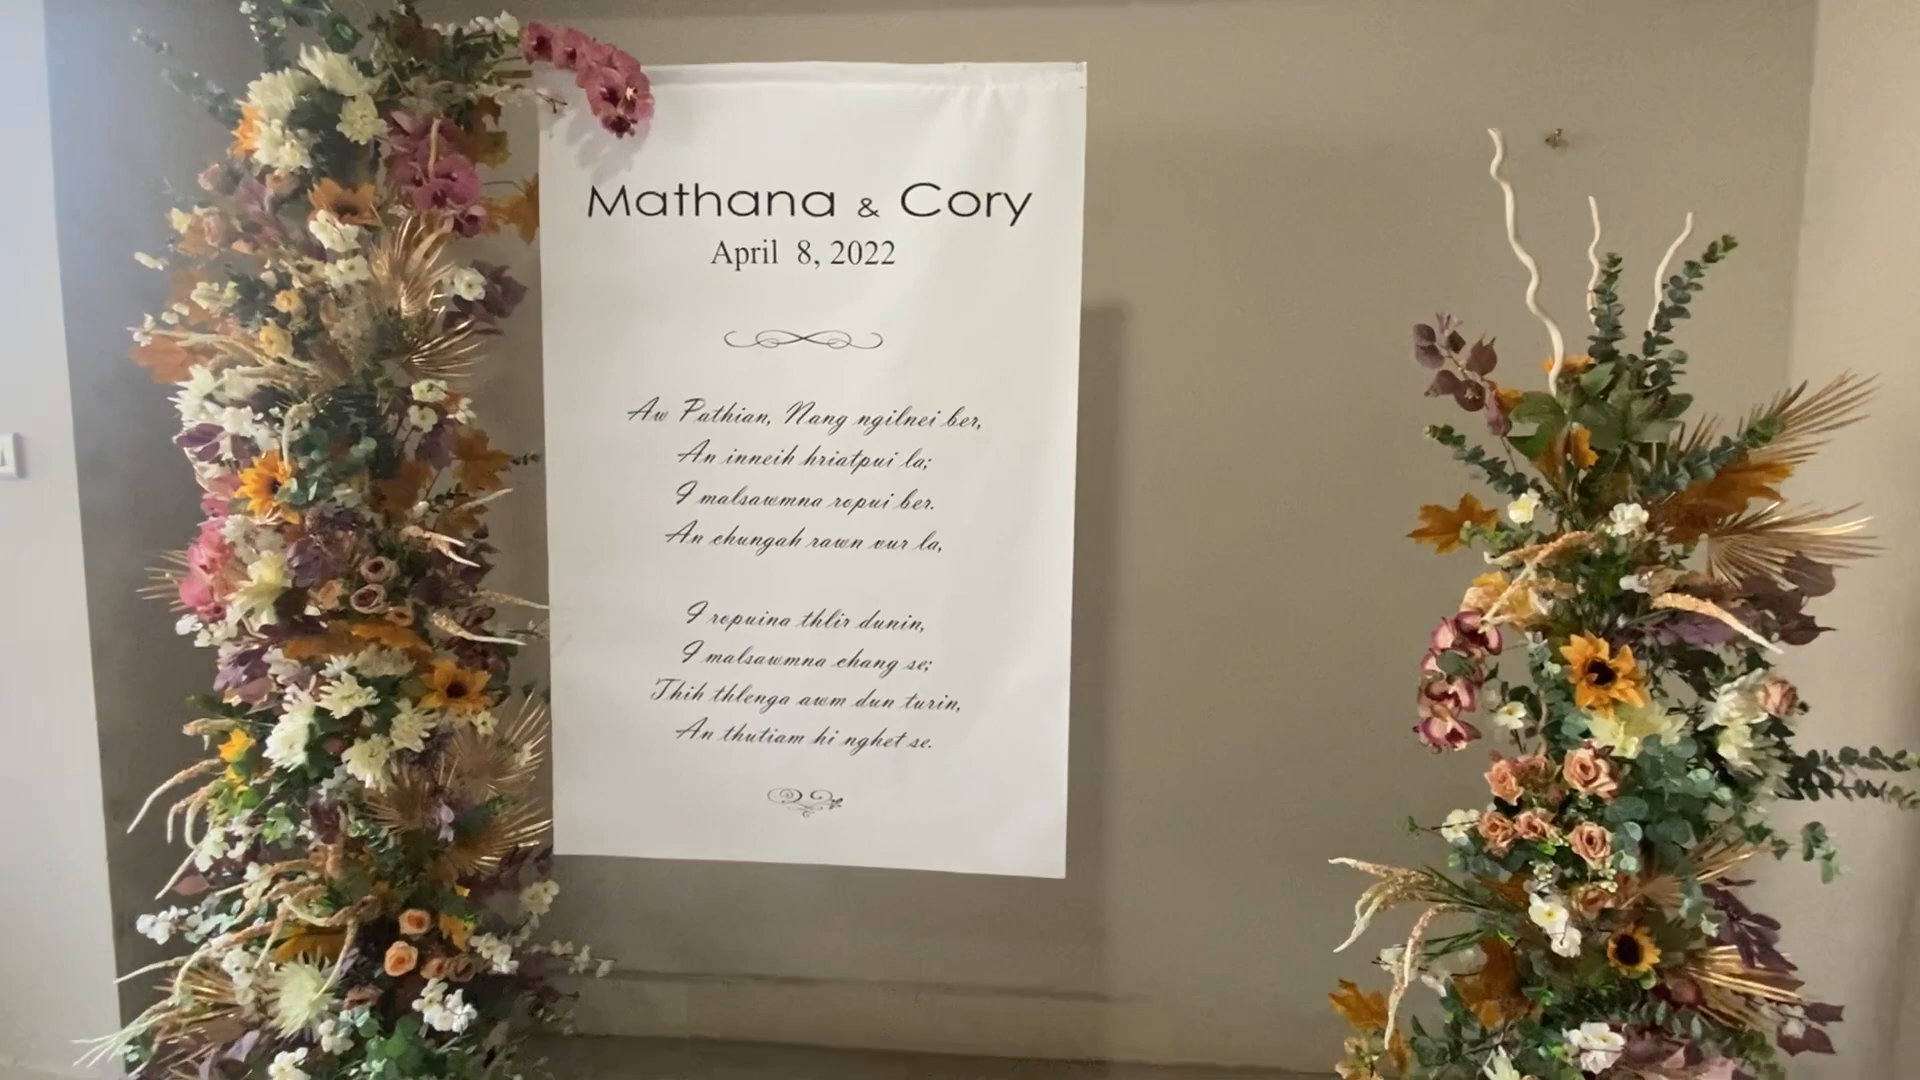 Mathana & Cory
April 8, 2022
Aw Pathian, Nang ngilnei ber,
An inneih hriatpui la;
I malsawmna ropui ber.
An chungah rawn vur la,
I ropuina thlir dunin,
I malsawmna chang se;
Thih thlenga awm dun turin,
An thutiam hi nghet se.